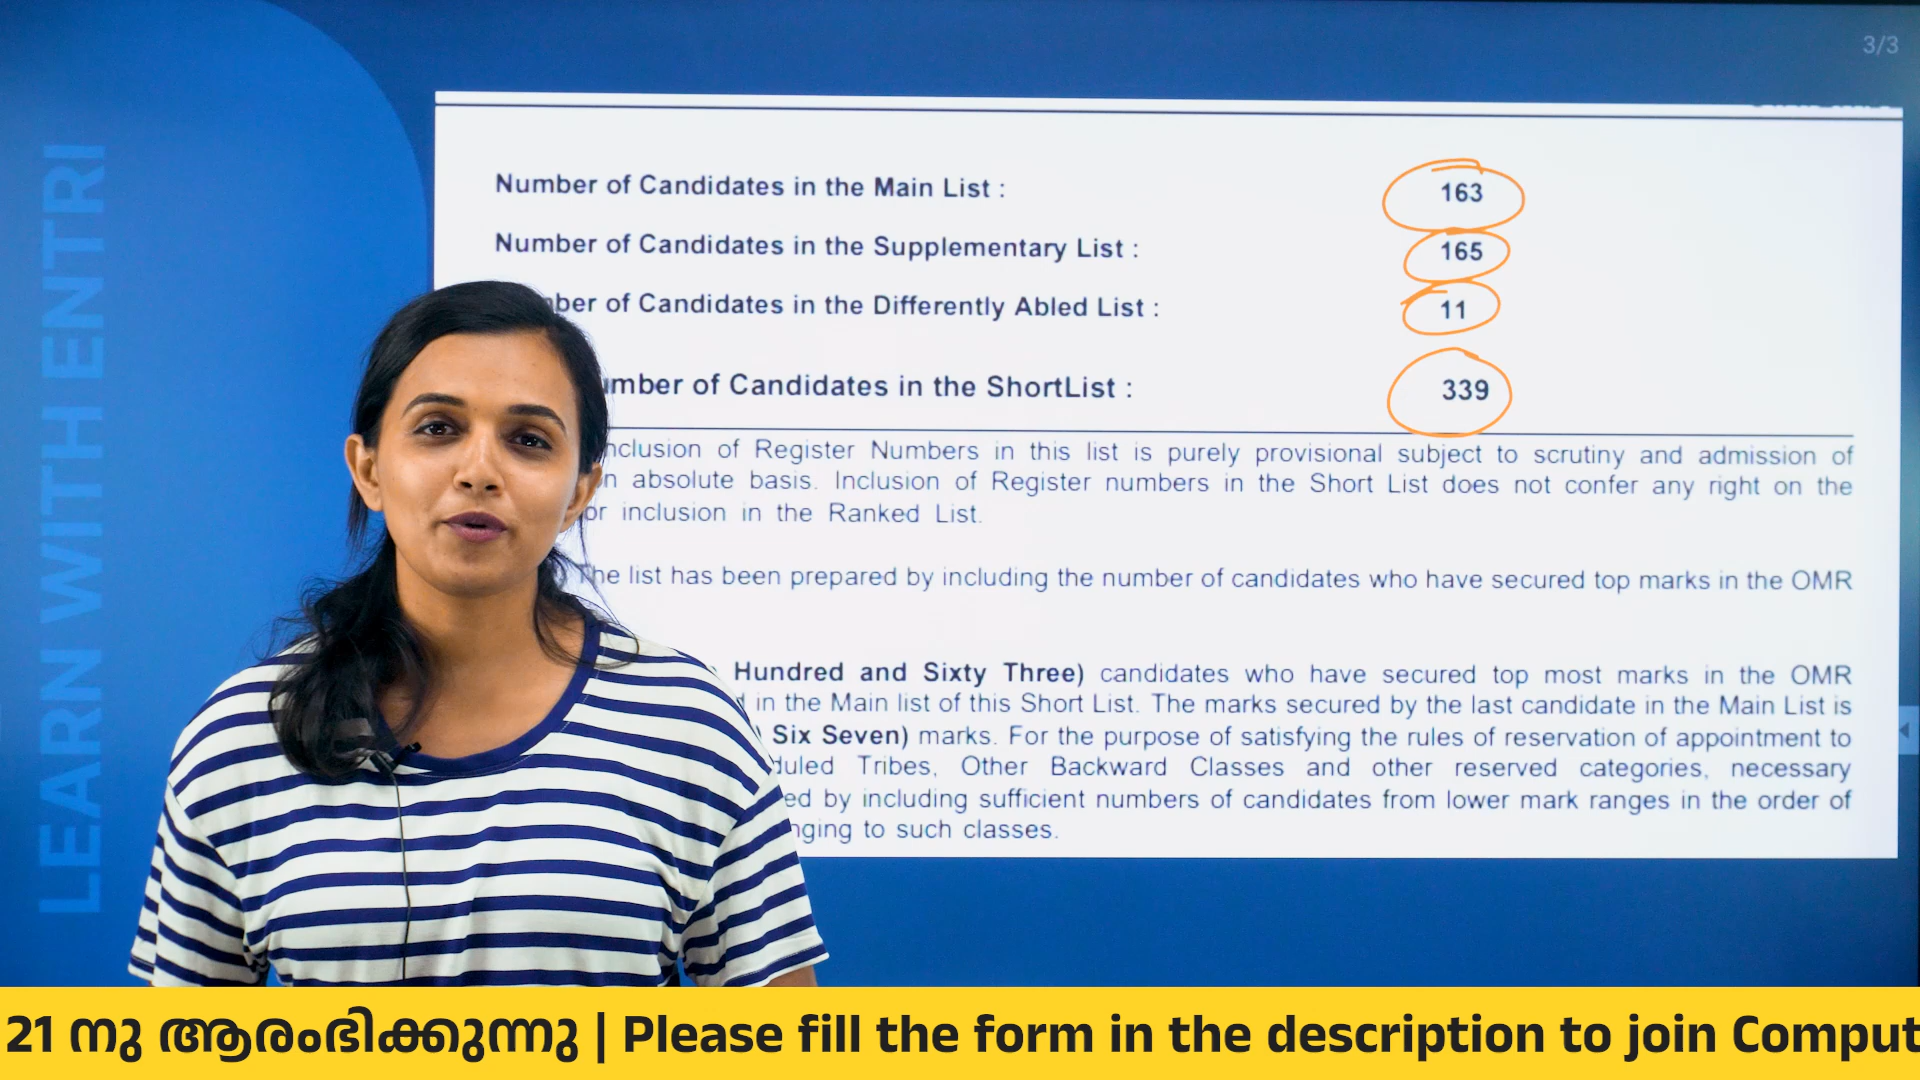 3/3
LEARN WITH ENTRI
Number of Candidates in the Main List : 163
Number of Candidates in the Supplementary List : 165
ber of Candidates in the Differently Abled List : 11
mber of Candidates in the ShortList : 339
nclusion of Register Numbers in this list is purely provisional subject to scrutiny and admission of
n absolute basis. Inclusion of Register numbers in the Short List does not confer any right on the
or inclusion in the Ranked List.
The list has been prepared by including the number of candidates who have secured top marks in the OMR
Hundred and Sixty Three) candidates who have secured top most marks in the OMR
in the Main list of this Short List. The marks secured by the last candidate in the Main List is
Six Seven) marks. For the purpose of satisfying the rules of reservation of appointment to
duled Tribes, Other Backward Classes and other reserved categories, necessary
ed by including sufficient numbers of candidates from lower mark ranges in the order of
nging to such classes.
21 നു ആരംഭിക്കുന്നു | Please fill the form in the description to join Comput